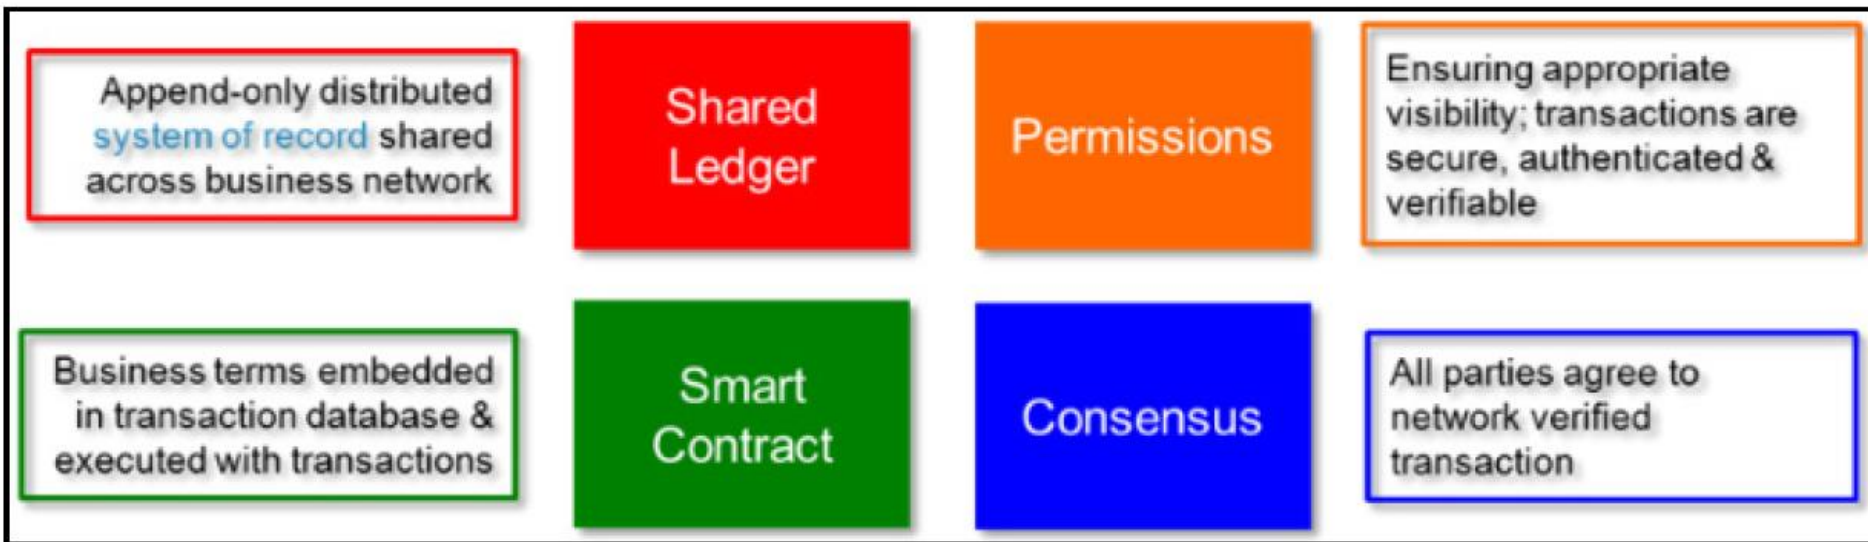 Append-only distributed
system of record shared
across business network
Shared
Ledger
Permissions
Ensuring appropriate
visibility; transactions are
secure, authenticated &
verifiable
Business terms embedded
in transaction database &
executed with transactions
Smart
Contract
Consensus
All parties agree to
network verified
transaction